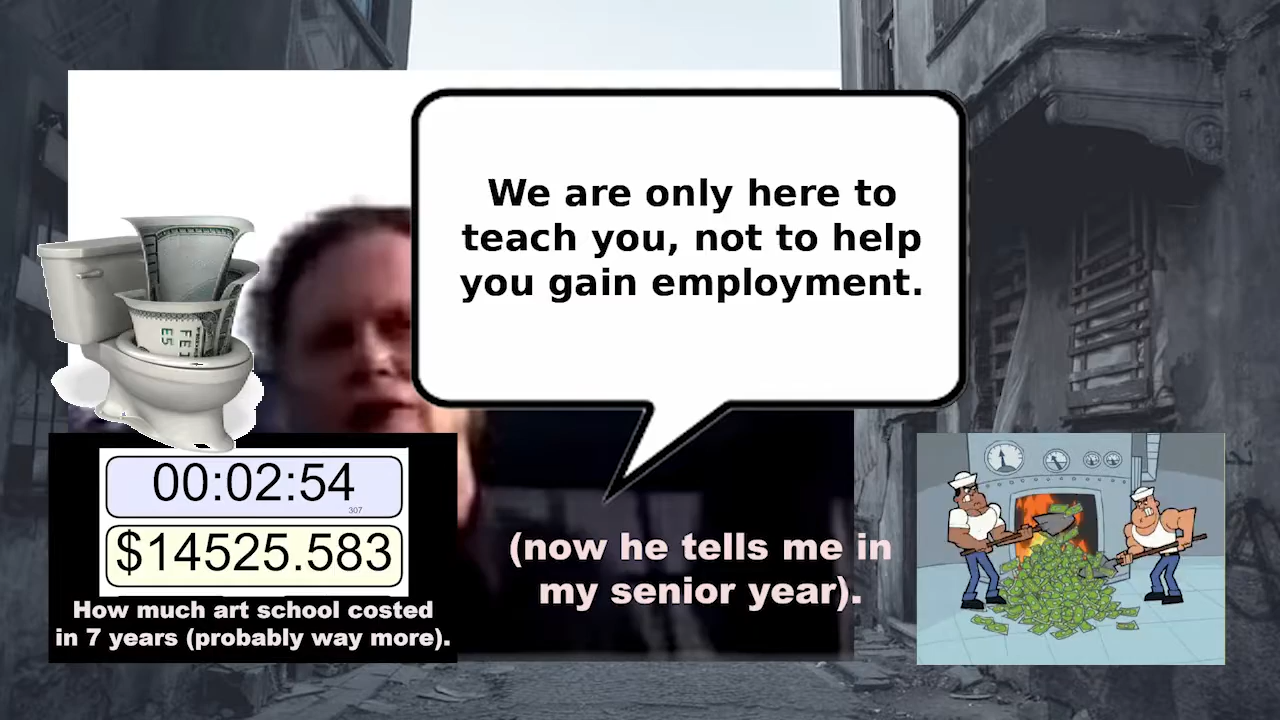 We are only here to
teach you, not to help
you gain employment.
00:02:54
307
$14525.583
How much art school costed
in 7 years (probably way more).
(now he tells me in
my senior year).